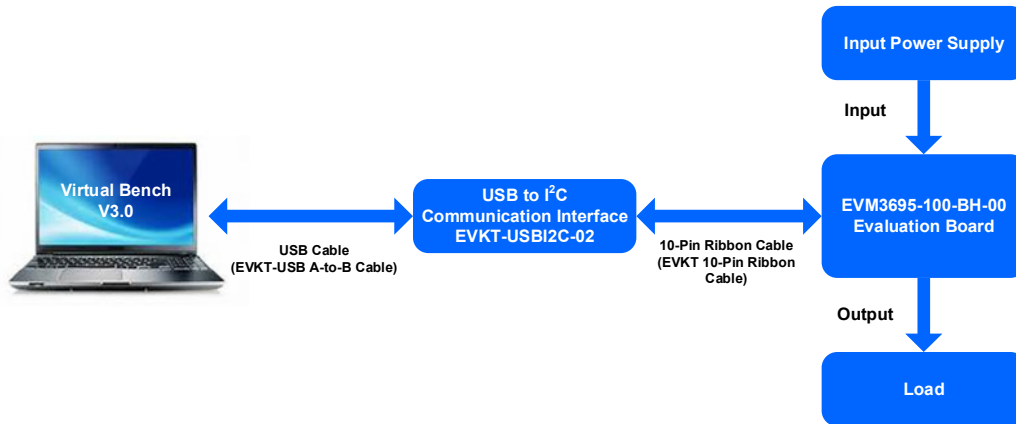 Input Power Supply
Input
Virtual Bench
V3.0
USB to I²C
Communication Interface
EVKT-USBI2C-02
EVM3695-100-BH-00
Evaluation Board
USB Cable
(EVKT-USB A-to-B Cable)
10-Pin Ribbon Cable
(EVKT 10-Pin Ribbon
Cable)
Output
Load